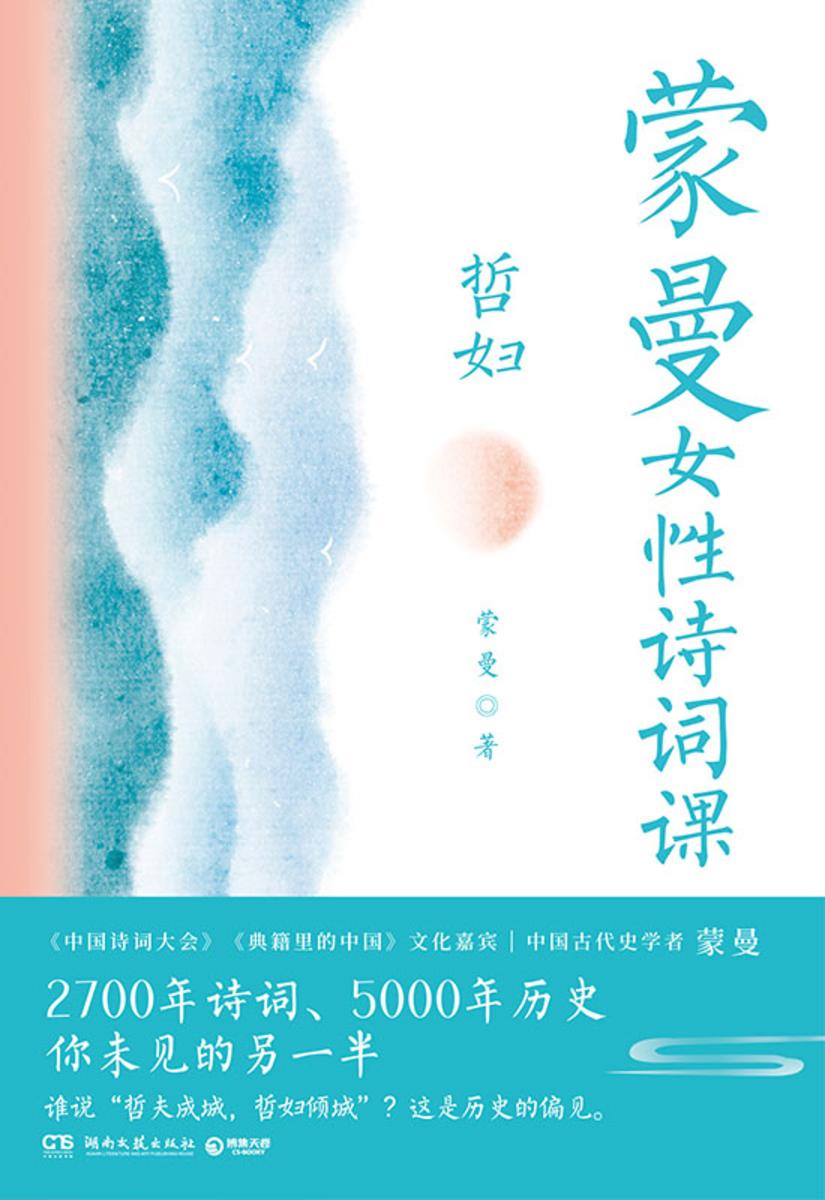 蒙曼女性诗词课
哲妇
蒙曼◎著
《中国诗词大会》《典籍里的中国》文化嘉宾|中国古代史学者 蒙曼
2700年诗词、5000年历史
你未见的另一半
谁说“哲夫成城，哲妇倾城”？这是历史的偏见。
湖南文艺出版社 博集天卷
CS-BOOKY